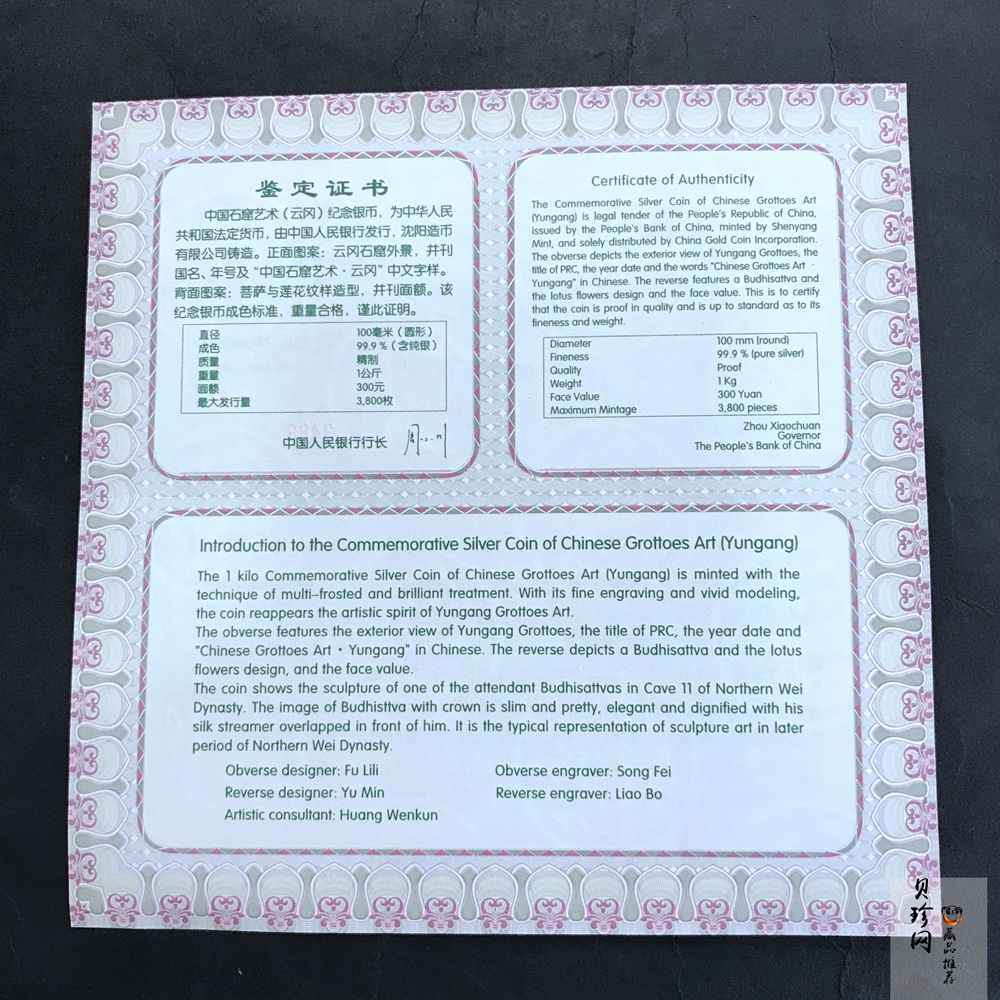 鉴定证书
中国石窟艺术（云冈）纪念银币，为中华人民
共和国法定货币，由中国人民银行发行，沈阳造币
有限公司铸造。正面图案：云冈石窟外景，并刊
国名、年号及“中国石窟艺术·云冈”中文字样。
背面图案：菩萨与莲花纹样造型，并刊面额。该
纪念银币成色标准，重量合格，谨此证明。
直径 100毫米（圆形）
成色 99.9％（含纯银）
质量 精制
重量 1公斤
面额 300元
最大发行量 3,800枚
中国人民银行行长
Certificate of Authenticity
The Commemorative Silver Coin of Chinese Grottoes Art
(Yungang) is legal tender of the People's Republic of China,
issued by the People's Bank of China, minted by Shenyang
Mint, and solely distributed by China Gold Coin Incorporation.
The obverse depicts the exterior view of Yungang Grottoes, the
title of PRC, the year date and the words "Chinese Grottoes Art ·
Yungang" in Chinese. The reverse features a Budhisattva and
the lotus flowers design and the face value. This is to certify
that the coin is proof in quality and is up to standard as to its
fineness and weight.
Diameter 100 mm (round)
Fineness 99.9 % (pure silver)
Quality Proof
Weight 1 Kg
Face Value 300 Yuan
Maximum Mintage 3,800 pieces
Zhou Xiaochuan
Governor
The People's Bank of China
Introduction to the Commemorative Silver Coin of Chinese Grottoes Art (Yungang)
The 1 kilo Commemorative Silver Coin of Chinese Grottoes Art (Yungang) is minted with the
technique of multi-frosted and brilliant treatment. With its fine engraving and vivid modeling,
the coin reappears the artistic spirit of Yungang Grottoes Art.
The obverse features the exterior view of Yungang Grottoes, the title of PRC, the year date and
"Chinese Grottoes Art · Yungang" in Chinese. The reverse depicts a Budhisattva and the lotus
flowers design, and the face value.
The coin shows the sculpture of one of the attendant Budhisattvas in Cave 11 of Northern Wei
Dynasty. The image of Budhisttva with crown is slim and pretty, elegant and dignified with his
silk streamer overlapped in front of him. It is the typical representation of sculpture art in later
period of Northern Wei Dynasty.
Obverse designer: Fu Lili Obverse engraver: Song Fei
Reverse designer: Yu Min Reverse engraver: Liao Bo
Artistic consultant: Huang Wenkun
贝珍网
藏品推荐